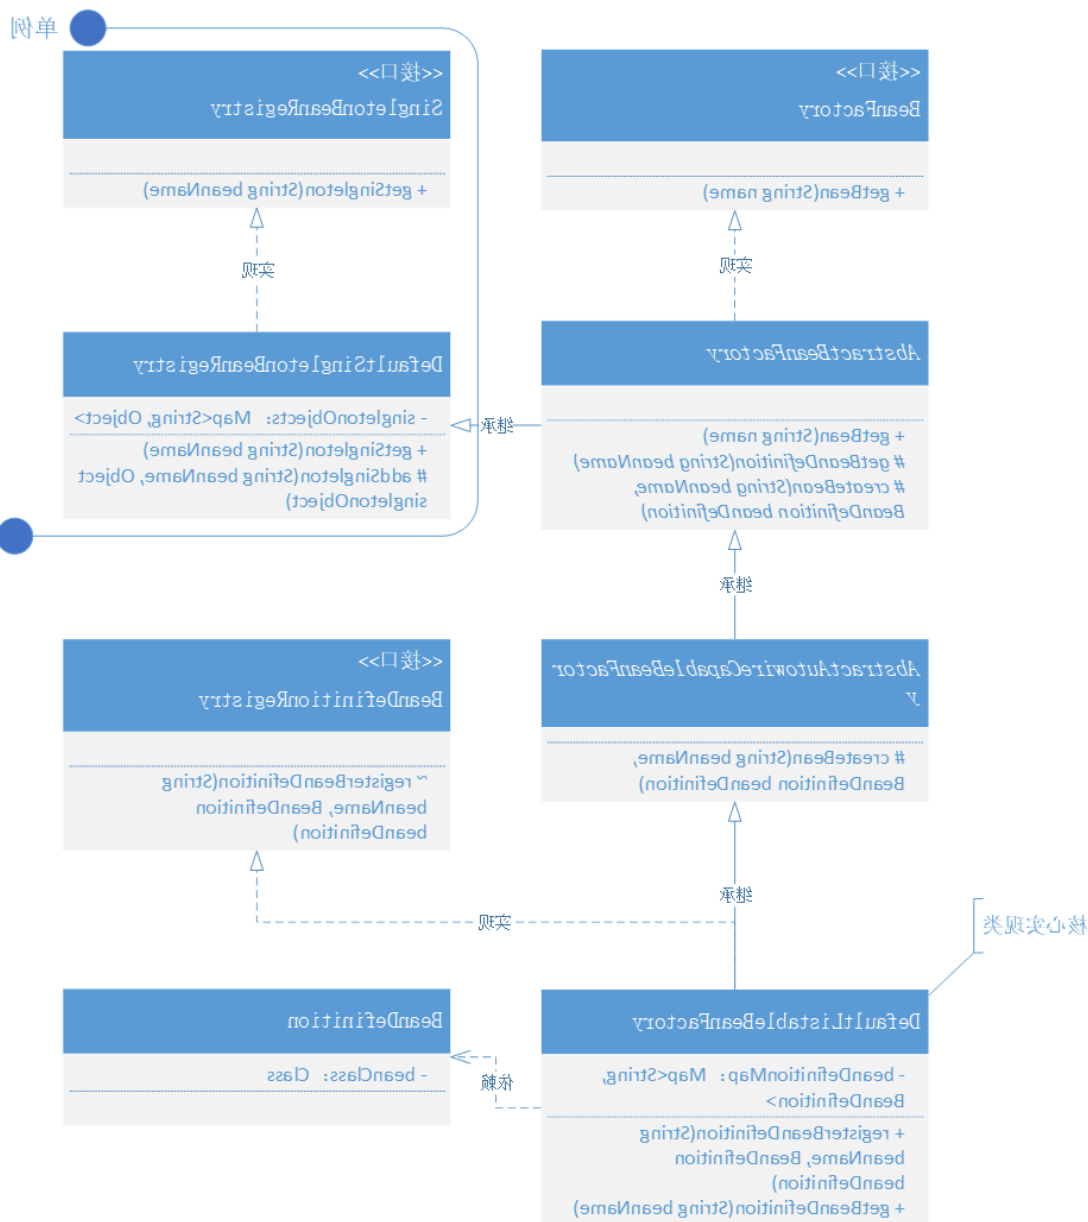 单例
<<接口>>
BeanFactory
+ getBean(String name)
<<接口>>
SingletonBeanRegistry
+ getSingleton(String beanName)
实现
实现
AbstractBeanFactory
+ getBean(String name)
# getBeanDefinition(String beanName)
# createBean(String beanName,
BeanDefinition beanDefinition)
继承
DefaultSingletonBeanRegistry
- singletonObjects: Map<String, Object>
+ getSingleton(String beanName)
# addSingleton(String beanName, Object
singletonObject)
继承
AbstractAutowireCapableBeanFactor
y
# createBean(String beanName,
BeanDefinition beanDefinition)
<<接口>>
BeanDefinitionRegistry
~ registerBeanDefinition(String
beanName, BeanDefinition
beanDefinition)
继承
实现
核心实现类
DefaultListableBeanFactory
- beanDefinitionMap: Map<String,
BeanDefinition>
+ registerBeanDefinition(String
beanName, BeanDefinition
beanDefinition)
+ getBeanDefinition(String beanName)
依赖
BeanDefinition
- beanClass: Class